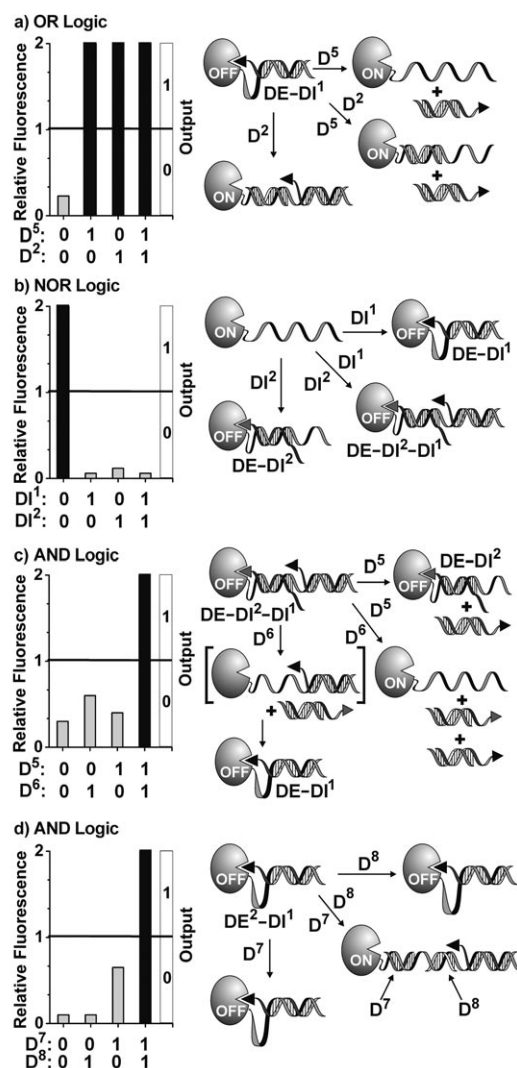 a) OR Logic
Relative Fluorescence
2
1
0
1
0
Output
D⁵: 0 1 0 1
D²: 0 0 1 1
OFF
DE–DI¹
D⁵
ON
+
D²
D²
D⁵
ON
+
ON
b) NOR Logic
Relative Fluorescence
2
1
0
1
0
Output
DI¹: 0 1 0 1
DI²: 0 0 1 1
ON
DI¹
OFF
DE–DI¹
DI²
DI²
DI¹
OFF
DE–DI²
OFF
DE–DI²–DI¹
c) AND Logic
Relative Fluorescence
2
1
0
1
0
Output
D⁵: 0 0 1 1
D⁶: 0 1 0 1
OFF
DE–DI²–DI¹
D⁵
DE–DI²
OFF
+
D⁶
D⁶
D⁵
ON
+
+
+
OFF
DE–DI¹
d) AND Logic
Relative Fluorescence
2
1
0
1
0
Output
D⁷: 0 0 1 1
D⁸: 0 1 0 1
OFF
DE²–DI¹
D⁸
OFF
D⁷
D⁷
D⁸
ON
D⁷
D⁸
OFF